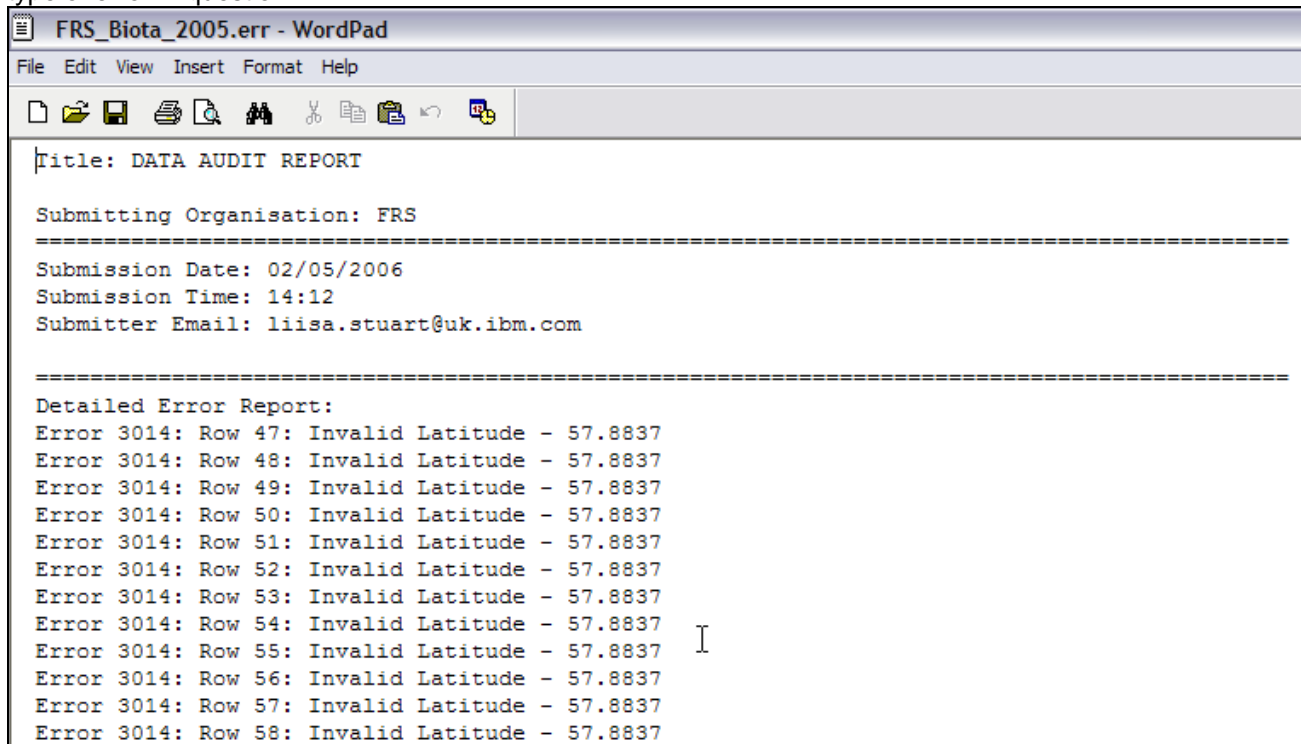 FRS_Biota_2005.err - WordPad
File Edit View Insert Format Help
Title: DATA AUDIT REPORT
Submitting Organisation: FRS
============================================================================================
Submission Date: 02/05/2006
Submission Time: 14:12
Submitter Email: liisa.stuart@uk.ibm.com
============================================================================================
Detailed Error Report:
Error 3014: Row 47: Invalid Latitude - 57.8837
Error 3014: Row 48: Invalid Latitude - 57.8837
Error 3014: Row 49: Invalid Latitude - 57.8837
Error 3014: Row 50: Invalid Latitude - 57.8837
Error 3014: Row 51: Invalid Latitude - 57.8837
Error 3014: Row 52: Invalid Latitude - 57.8837
Error 3014: Row 53: Invalid Latitude - 57.8837
Error 3014: Row 54: Invalid Latitude - 57.8837
Error 3014: Row 55: Invalid Latitude - 57.8837
Error 3014: Row 56: Invalid Latitude - 57.8837
Error 3014: Row 57: Invalid Latitude - 57.8837
Error 3014: Row 58: Invalid Latitude - 57.8837